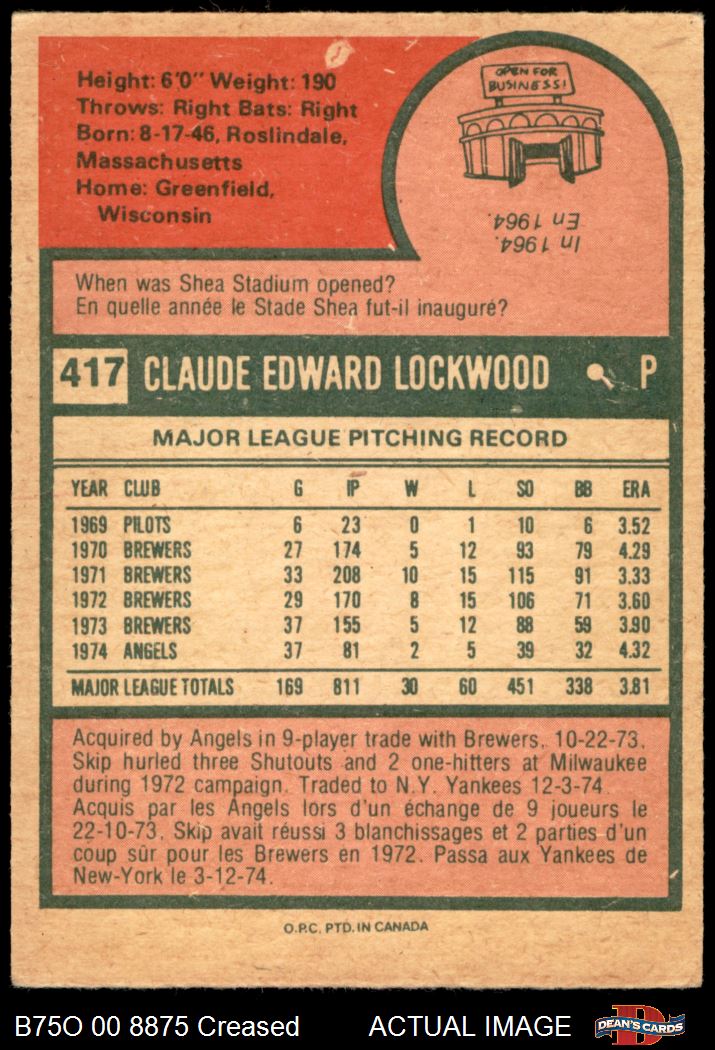 Height: 6'0" Weight: 190
Throws: Right Bats: Right
Born: 8-17-46, Roslindale,
Massachusetts
Home: Greenfield,
Wisconsin
OPEN FOR
BUSINESS!
In 1964.
En 1964.
When was Shea Stadium opened?
En quelle année le Stade Shea fut-il inauguré?
417 CLAUDE EDWARD LOCKWOOD P
MAJOR LEAGUE PITCHING RECORD
YEAR CLUB G IP W L SO BB ERA
1969 PILOTS 6 23 0 1 10 6 3.52
1970 BREWERS 27 174 5 12 93 79 4.29
1971 BREWERS 33 208 10 15 115 91 3.33
1972 BREWERS 29 170 8 15 106 71 3.60
1973 BREWERS 37 155 5 12 88 59 3.90
1974 ANGELS 37 81 2 5 39 32 4.32
MAJOR LEAGUE TOTALS 169 811 30 60 451 338 3.81
Acquired by Angels in 9-player trade with Brewers, 10-22-73.
Skip hurled three Shutouts and 2 one-hitters at Milwaukee
during 1972 campaign. Traded to N.Y. Yankees 12-3-74.
Acquis par les Angels lors d'un échange de 9 joueurs le
22-10-73. Skip avait réussi 3 blanchissages et 2 parties d'un
coup sûr pour les Brewers en 1972. Passa aux Yankees de
New-York le 3-12-74.
O.P.C. PTD. IN CANADA
B75O 00 8875 Creased ACTUAL IMAGE DEAN'S CARDS